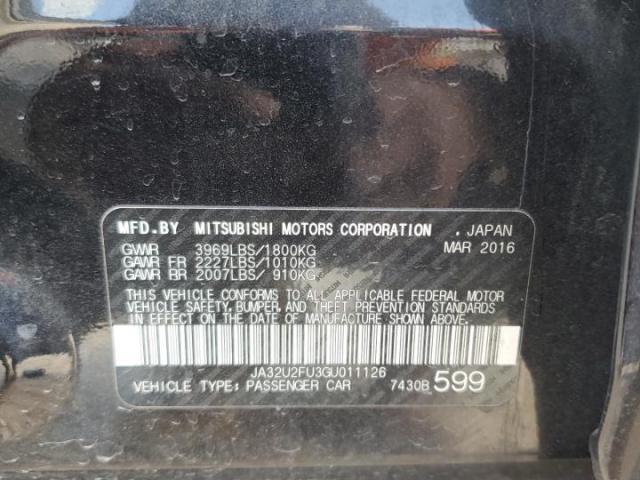 MFD.BY MITSUBISHI MOTORS CORPORATION . JAPAN
MAR 2016
GVWR 3969LBS/1800KG
GAWR FR 2227LBS/1010KG
GAWR RR 2007LBS/ 910KG
THIS VEHICLE CONFORMS TO ALL APPLICABLE FEDERAL MOTOR
VEHICLE SAFETY, BUMPER, AND THEFT PREVENTION STANDARDS
IN EFFECT ON THE DATE OF MANUFACTURE SHOWN ABOVE.
JA32U2FU3GU011126
VEHICLE TYPE: PASSENGER CAR 7430B 599